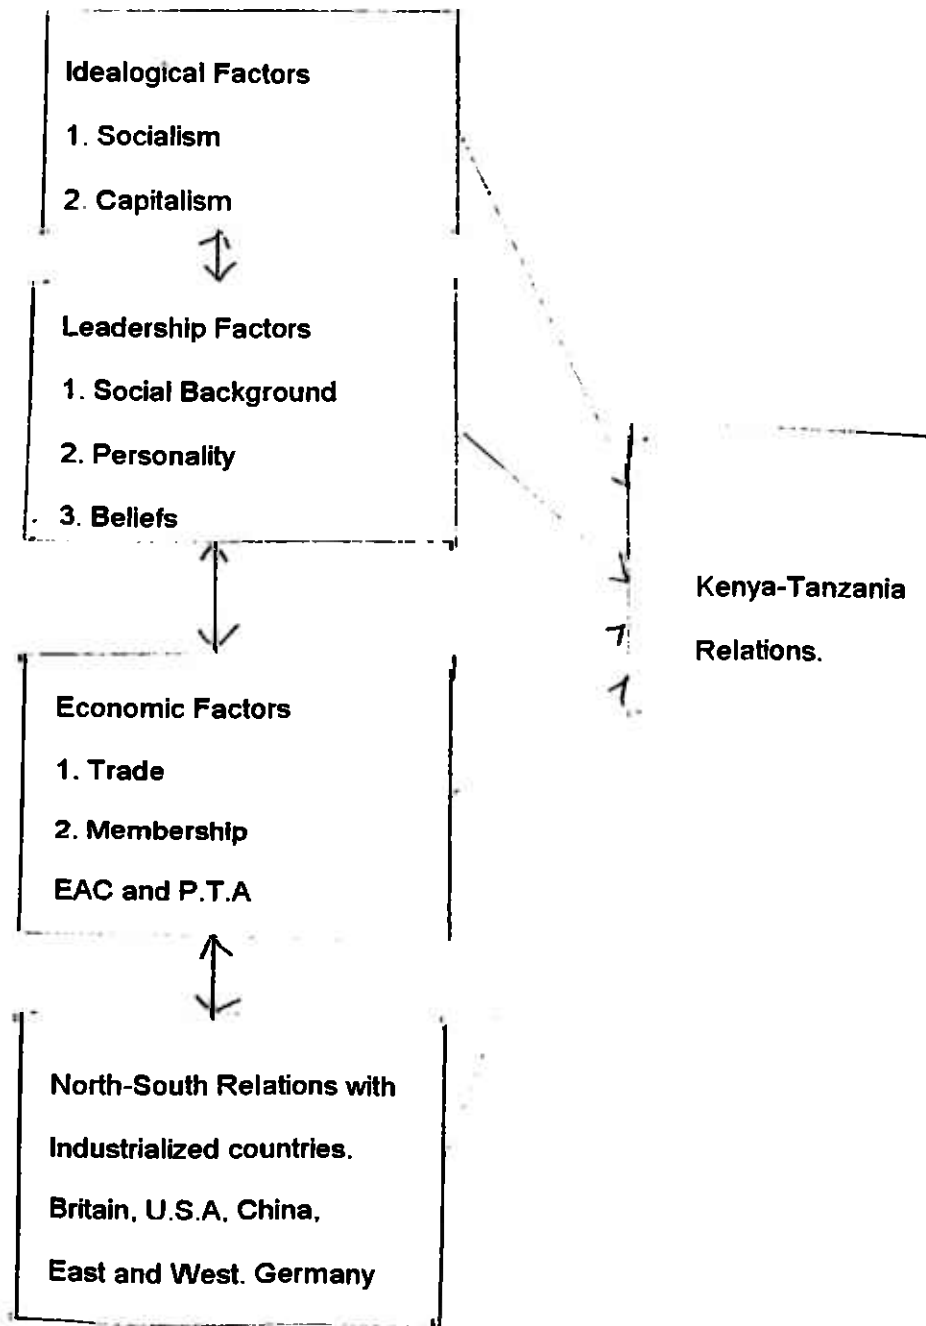 Idealogical Factors
1. Socialism
2. Capitalism
Leadership Factors
1. Social Background
2. Personality
3. Beliefs
Economic Factors
1. Trade
2. Membership
EAC and P.T.A
North-South Relations with
Industrialized countries.
Britain, U.S.A, China,
East and West. Germany
Kenya-Tanzania
Relations.